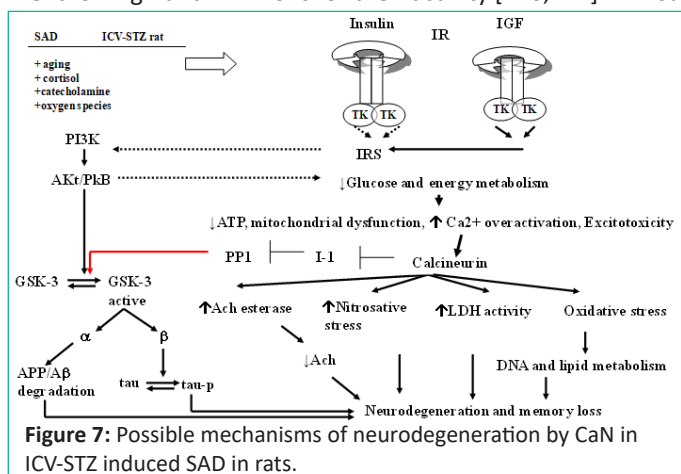 Insulin IR IGF
SAD ICV-STZ rat
+ aging
+ cortisol
+catecholamine
+oxygen species
TK TK TK TK
PI3K
IRS
AKt/PkB
↓Glucose and energy metabolism
↓ATP, mitochondrial dysfunction, ↑ Ca2+ overactivation, Excitotoxicity
PP1 I-1 Calcineurin
GSK-3 GSK-3
active
↑Ach esterase ↑Nitrosative
stress ↑LDH activity Oxidative stress
α β
↓Ach DNA and lipid metabolism
APP/Aβ
degradation
tau tau-p
Neurodegeneration and memory loss
Figure 7: Possible mechanisms of neurodegeneration by CaN in
ICV-STZ induced SAD in rats.